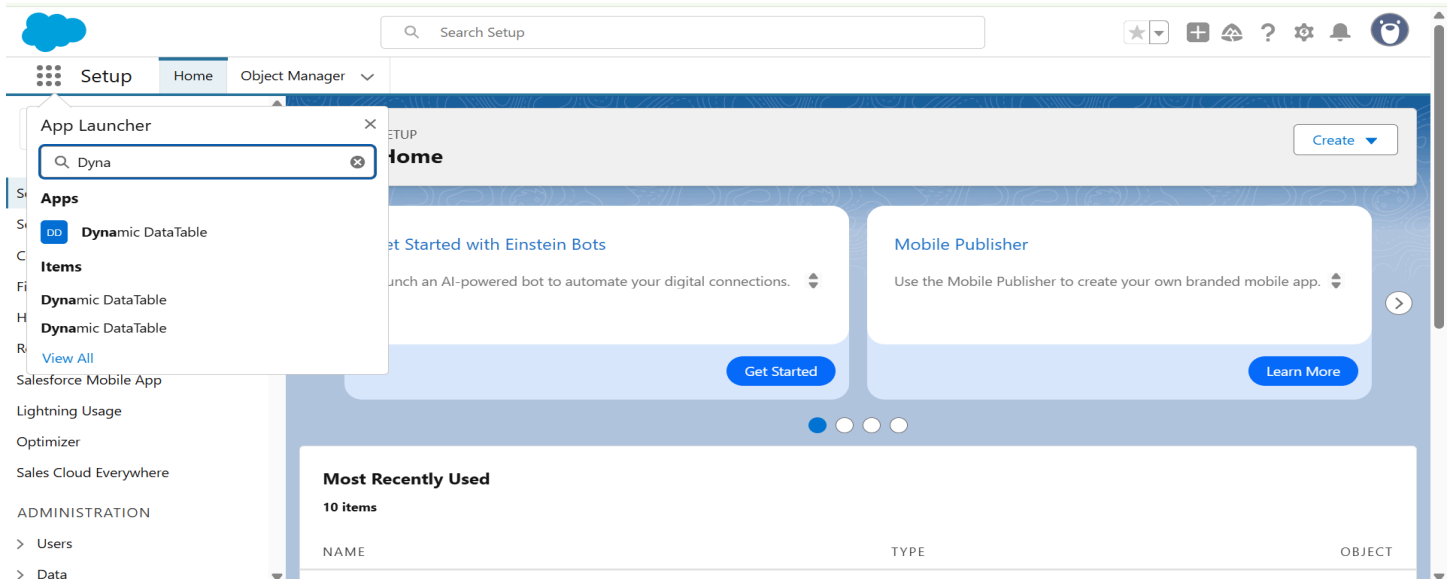 Search Setup
Setup
Home
Object Manager
App Launcher
Dyna
Apps
DD
Dynamic DataTable
Items
Dynamic DataTable
Dynamic DataTable
View All
Salesforce Mobile App
Lightning Usage
Optimizer
Sales Cloud Everywhere
ADMINISTRATION
Users
Data
ETUP
Home
Create
et Started with Einstein Bots
unch an AI-powered bot to automate your digital connections.
Get Started
Mobile Publisher
Use the Mobile Publisher to create your own branded mobile app.
Learn More
Most Recently Used
10 items
NAME
TYPE
OBJECT